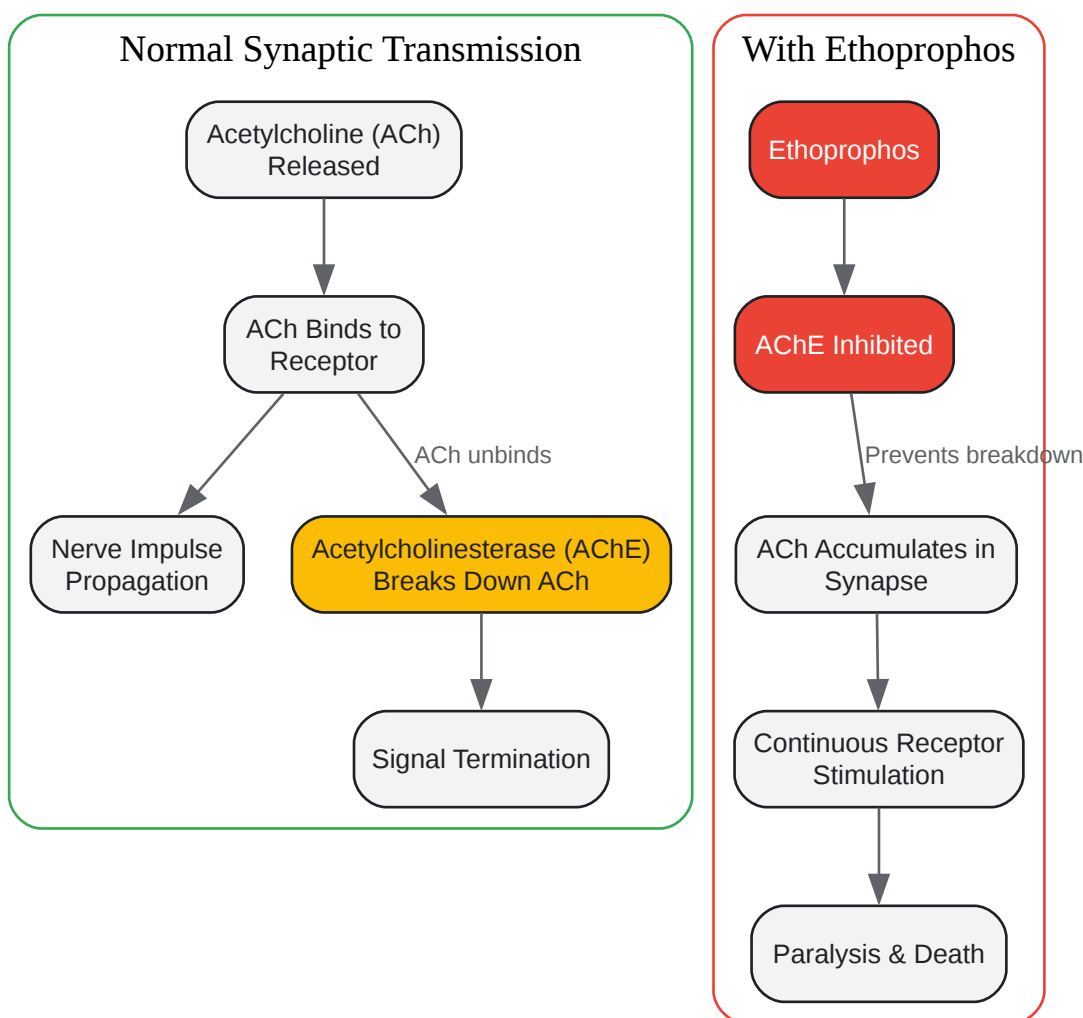 Normal Synaptic Transmission
Acetylcholine (ACh)
Released
ACh Binds to
Receptor
ACh unbinds
Nerve Impulse
Propagation
Acetylcholinesterase (AChE)
Breaks Down ACh
Signal Termination
With Ethoprophos
Ethoprophos
AChE Inhibited
Prevents breakdown
ACh Accumulates in
Synapse
Continuous Receptor
Stimulation
Paralysis & Death